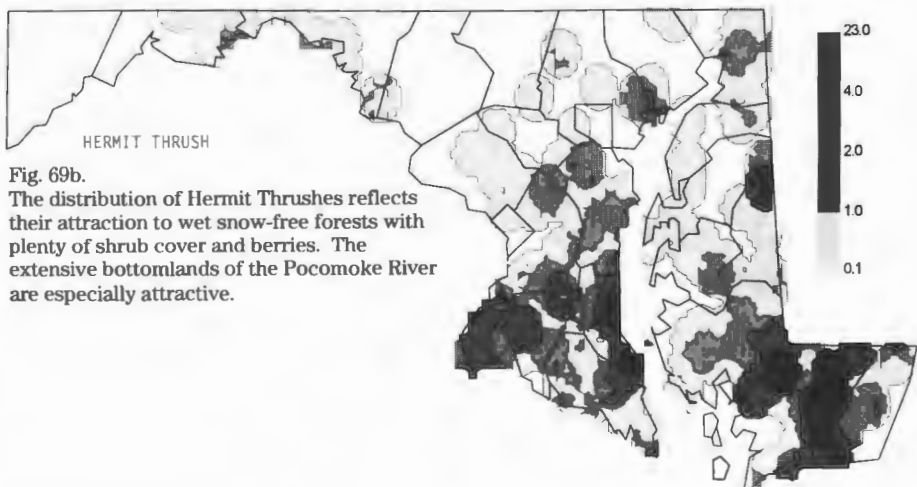 HERMIT THRUSH
Fig. 69b.
The distribution of Hermit Thrushes reflects
their attraction to wet snow-free forests with
plenty of shrub cover and berries. The
extensive bottomlands of the Pocomoke River
are especially attractive.
23.0
4.0
2.0
1.0
0.1